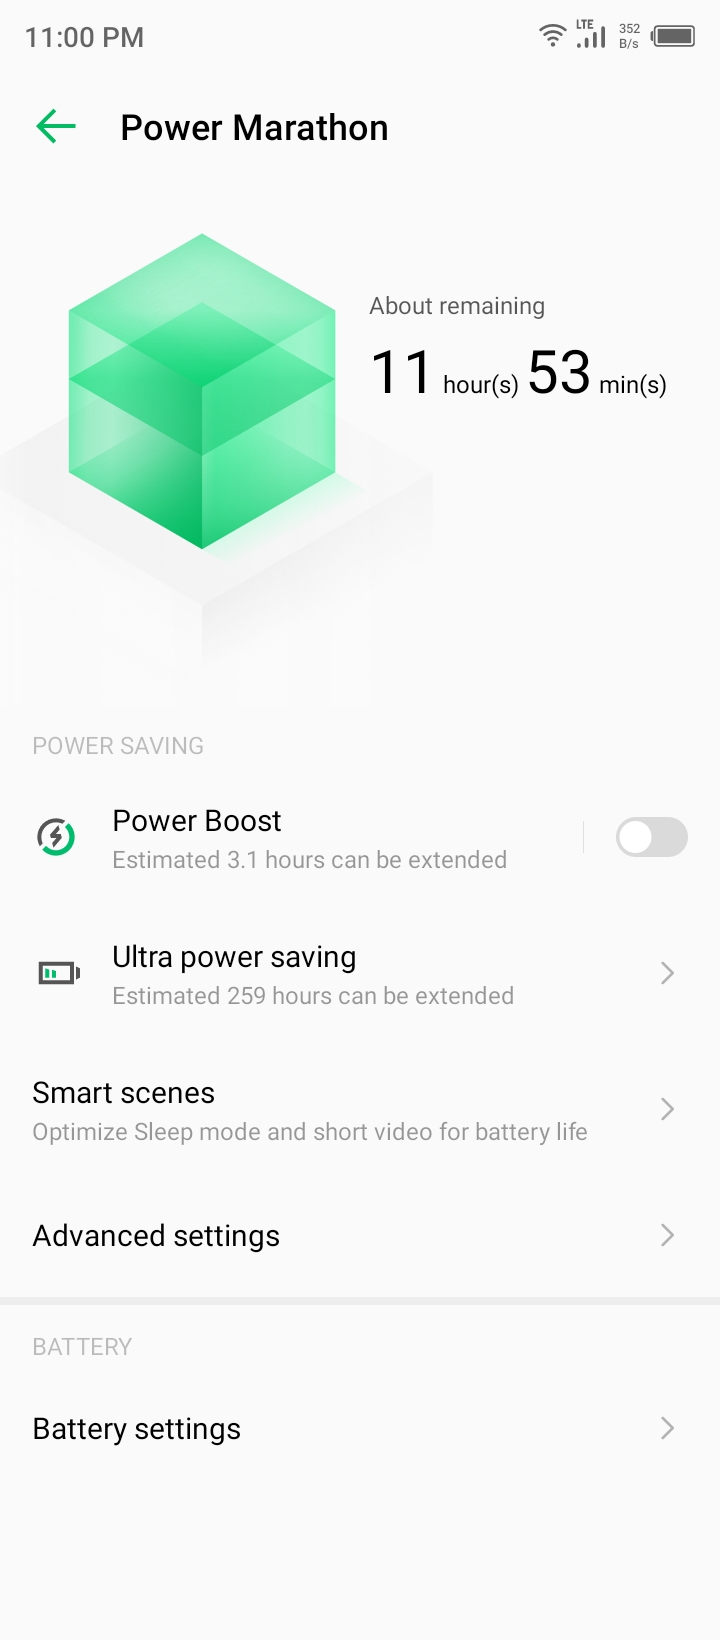 11:00 PM
LTE
352
B/s
Power Marathon
About remaining
11 hour(s) 53 min(s)
POWER SAVING
Power Boost
Estimated 3.1 hours can be extended
Ultra power saving
Estimated 259 hours can be extended
Smart scenes
Optimize Sleep mode and short video for battery life
Advanced settings
BATTERY
Battery settings